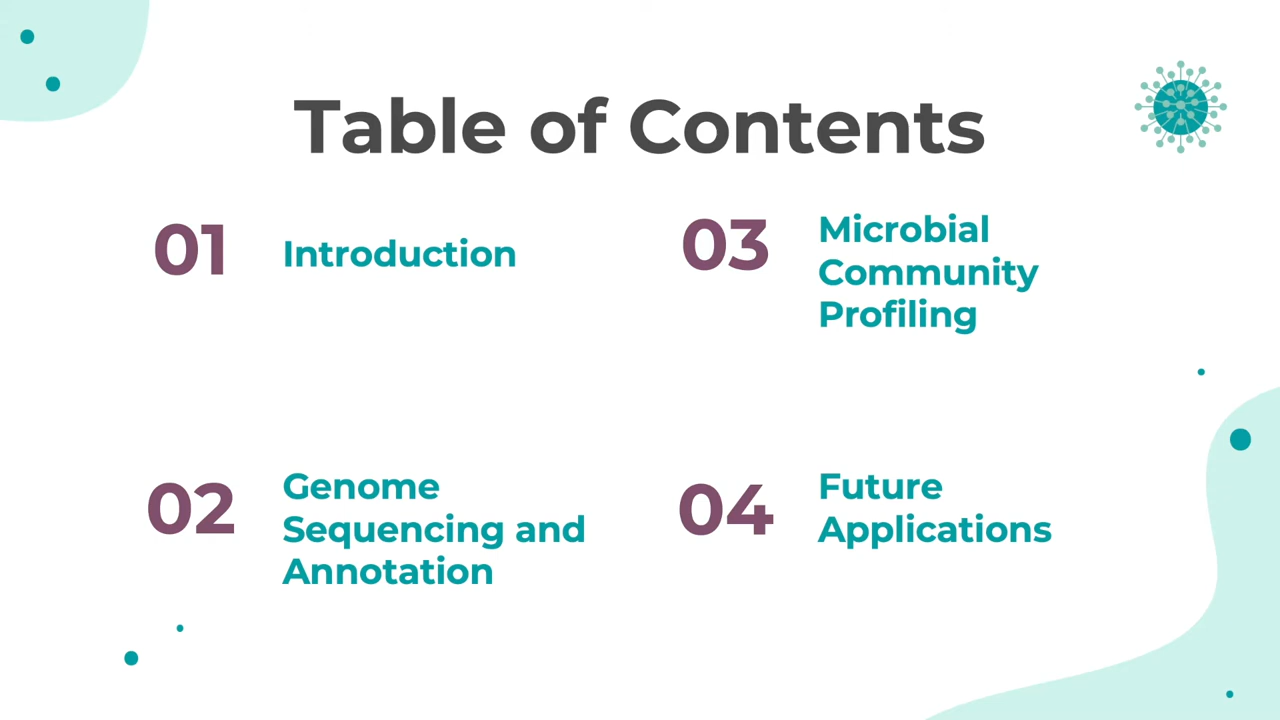 Table of Contents
01
Introduction
02
Genome
Sequencing and
Annotation
03
Microbial
Community
Profiling
04
Future
Applications